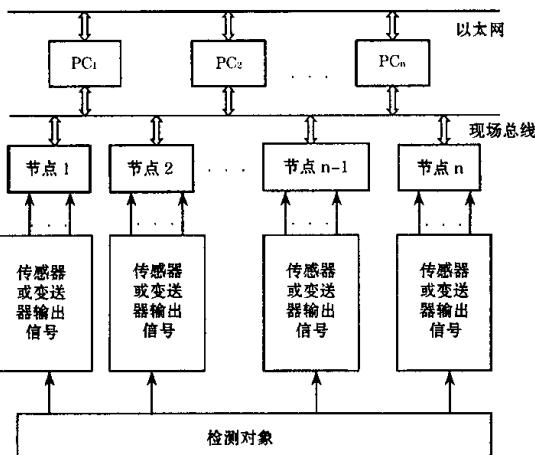 以太网
PC₁
PC₂
. . .
PCₙ
现场总线
节点 1
节点 2
. . .
节点 n-1
节点 n
. . .
. . .
. . .
. . .
传感器
或变送
器输出
信号
传感器
或变送
器输出
信号
传感器
或变送
器输出
信号
传感器
或变送
器输出
信号
检测对象